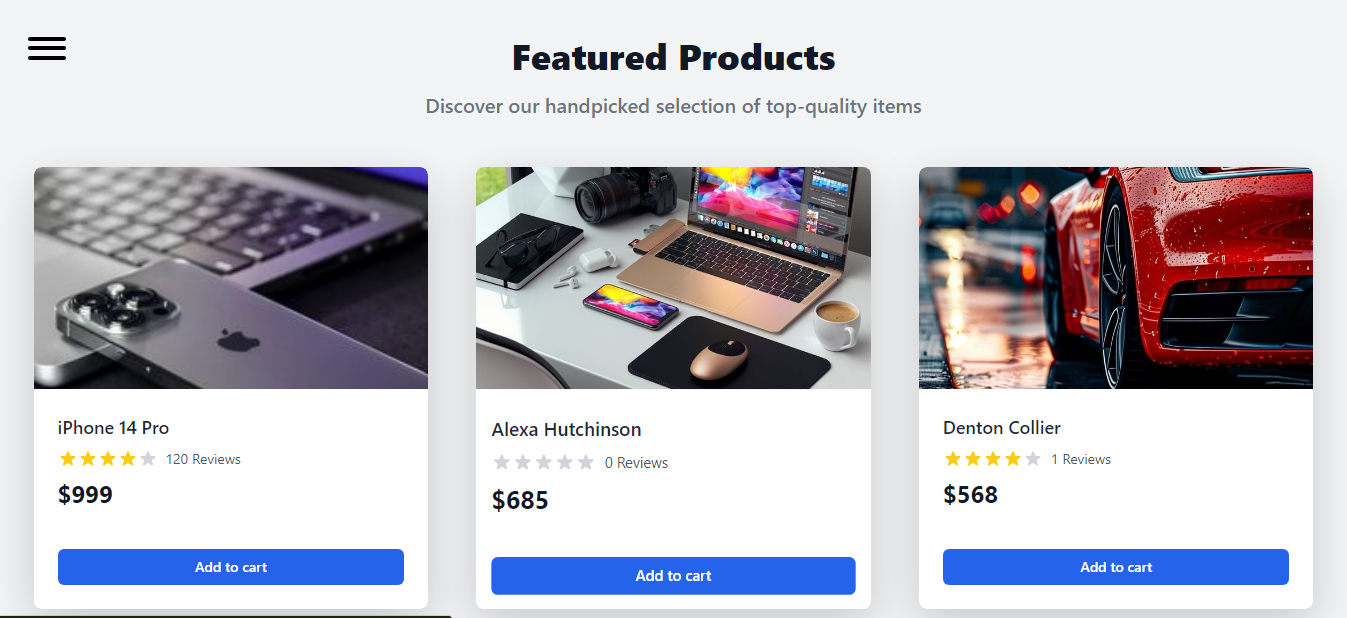 Featured Products
Discover our handpicked selection of top-quality items
iPhone 14 Pro
120 Reviews
$999
Add to cart
Alexa Hutchinson
0 Reviews
$685
Add to cart
Denton Collier
1 Reviews
$568
Add to cart